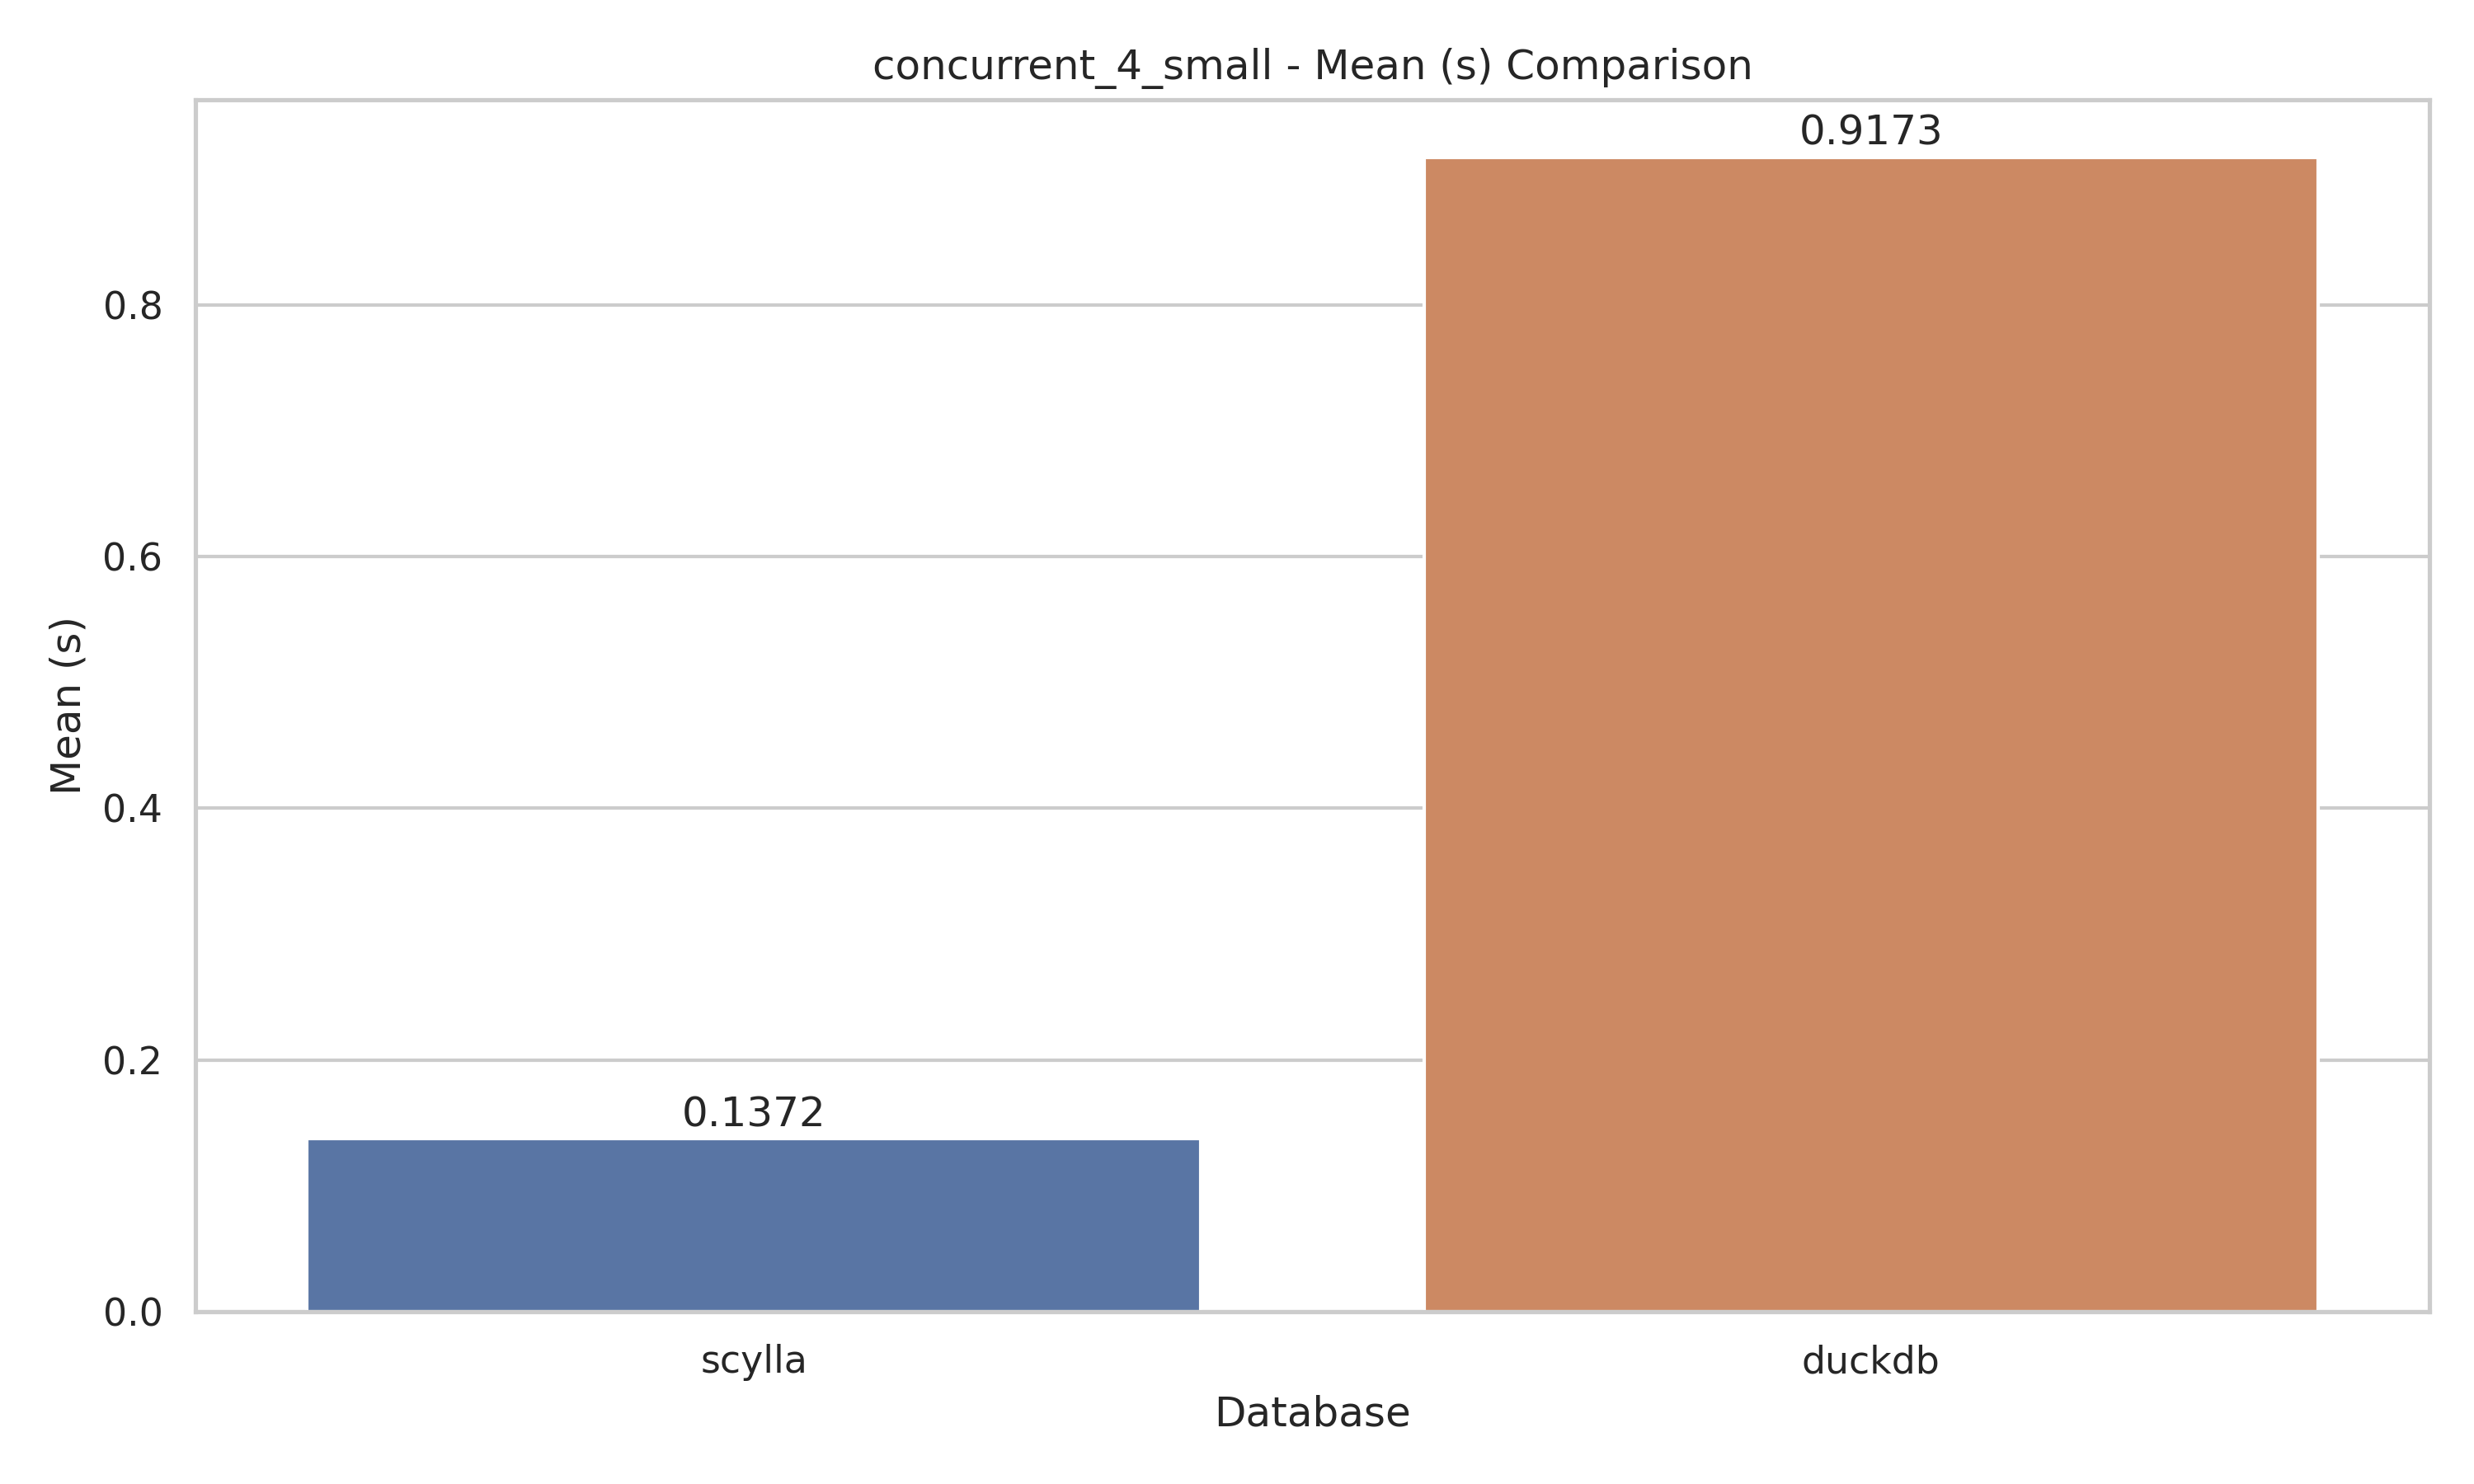 concurrent_4_small - Mean (s) Comparison
0.9173
0.8
0.6
Mean (s)
0.4
0.2
0.1372
0.0
scylla
duckdb
Database